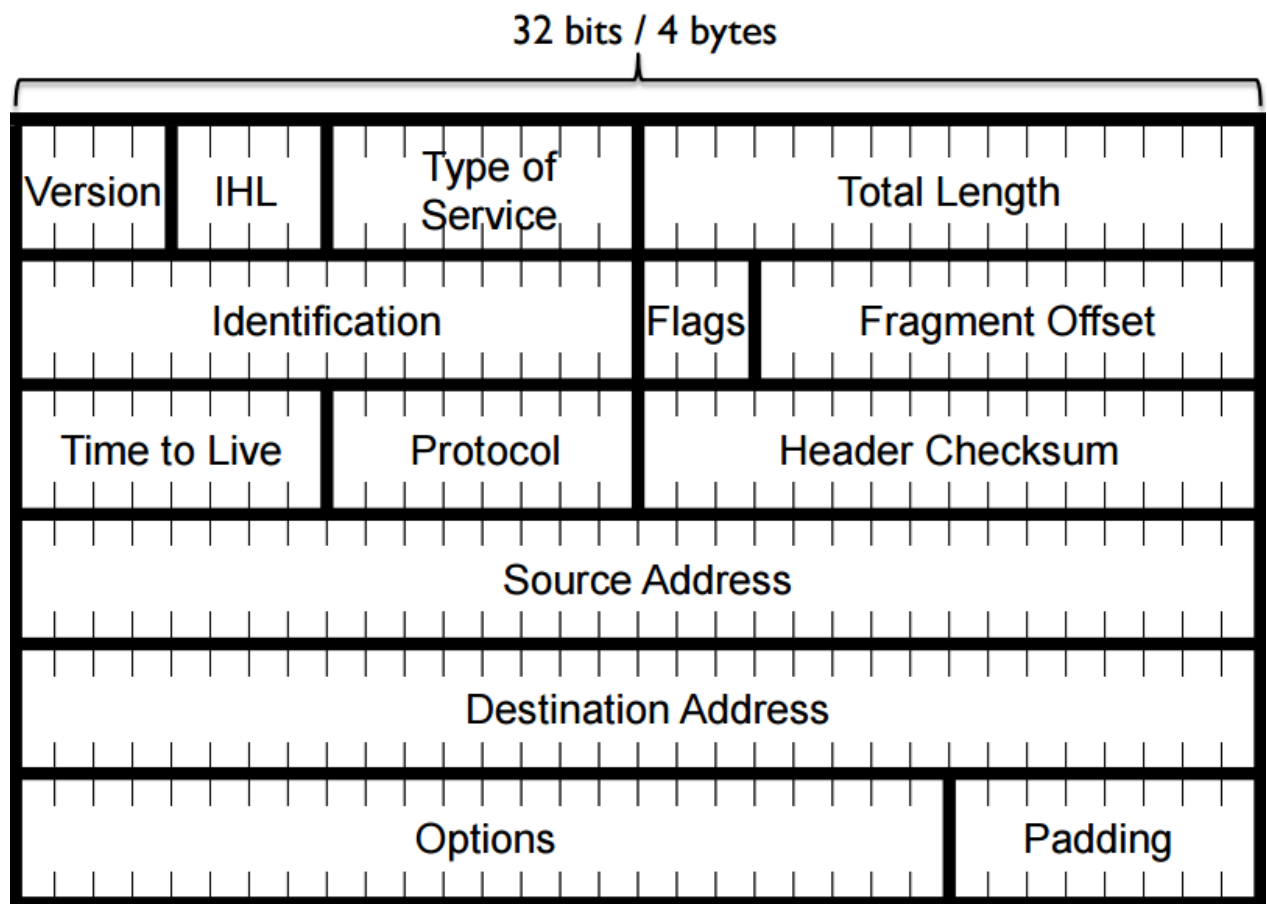 32 bits / 4 bytes
Version IHL Type of
Service Total Length
Identification Flags Fragment Offset
Time to Live Protocol Header Checksum
Source Address
Destination Address
Options Padding